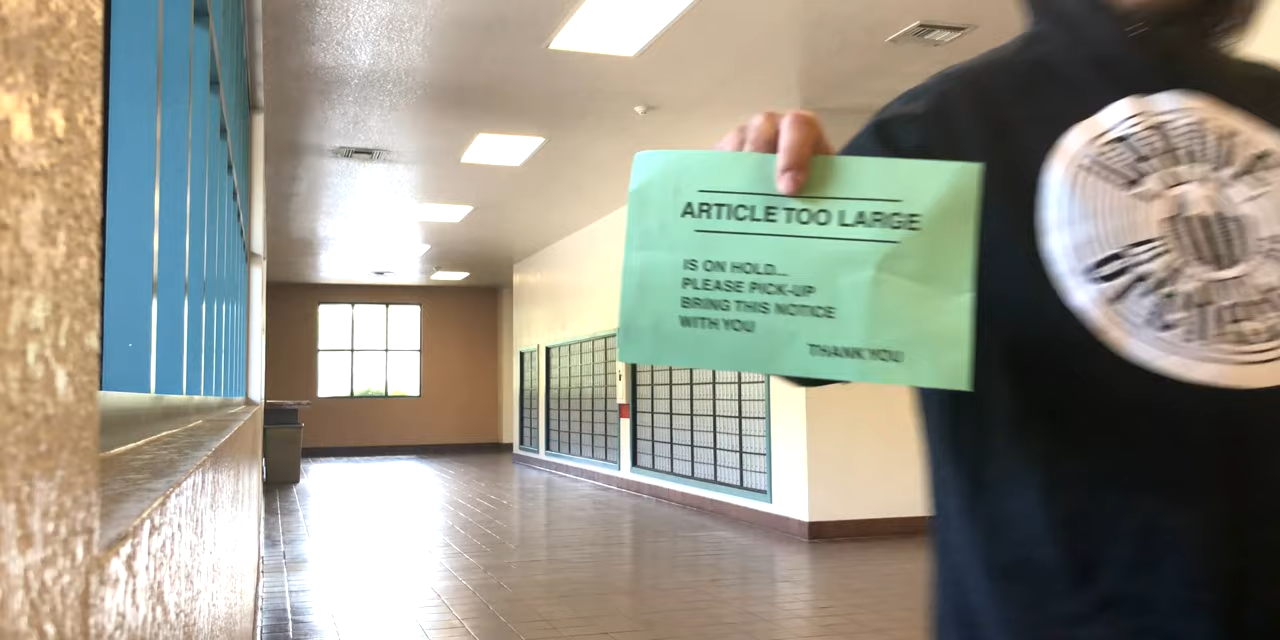 ARTICLE TOO LARGE
IS ON HOLD...
PLEASE PICK-UP
BRING THIS NOTICE
WITH YOU
THANK YOU